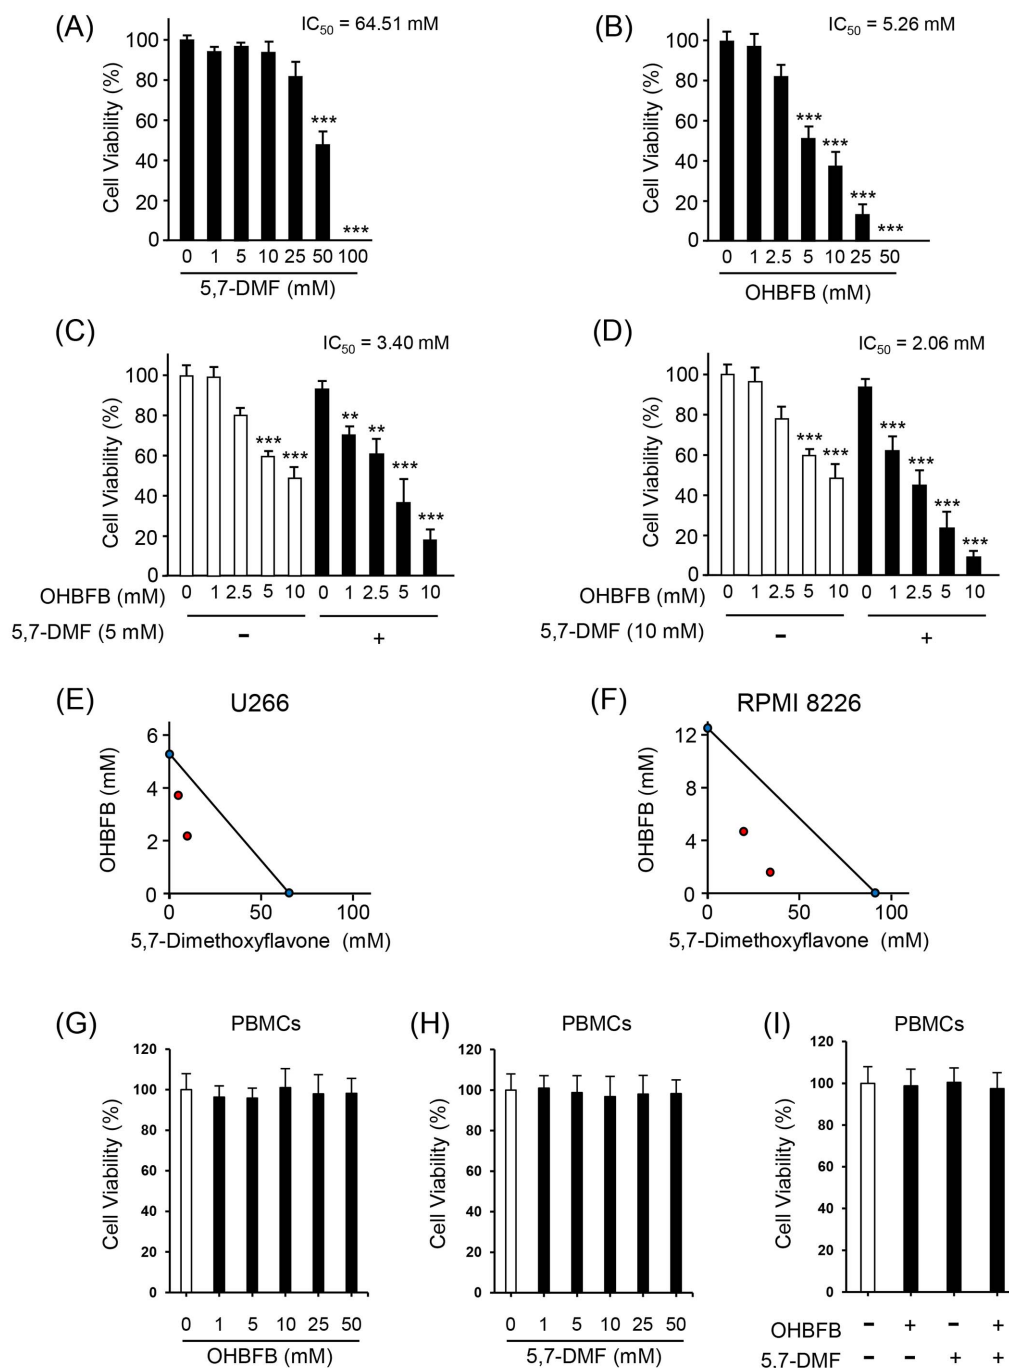 (A)
IC50 = 64.51 mM
Cell Viability (%)
100
80
60
40
20
0
***
***
0 1 5 10 25 50 100
5,7-DMF (mM)
(B)
IC50 = 5.26 mM
Cell Viability (%)
100
80
60
40
20
0
***
***
***
***
0 1 2.5 5 10 25 50
OHBFB (mM)
(C)
IC50 = 3.40 mM
Cell Viability (%)
100
80
60
40
20
0
*** ***
** ** *** ***
OHBFB (mM) 0 1 2.5 5 10 0 1 2.5 5 10
5,7-DMF (5 mM) - +
(D)
IC50 = 2.06 mM
Cell Viability (%)
100
80
60
40
20
0
*** ***
*** *** *** ***
OHBFB (mM) 0 1 2.5 5 10 0 1 2.5 5 10
5,7-DMF (10 mM) - +
(E)
U266
OHBFB (mM)
6
4
2
0
0 50 100
5,7-Dimethoxyflavone (mM)
(F)
RPMI 8226
OHBFB (mM)
12
8
4
0
0 50 100
5,7-Dimethoxyflavone (mM)
(G)
PBMCs
Cell Viability (%)
120
100
80
60
40
20
0
0 1 5 10 25 50
OHBFB (mM)
(H)
PBMCs
Cell Viability (%)
120
100
80
60
40
20
0
0 1 5 10 25 50
5,7-DMF (mM)
(I)
PBMCs
Cell Viability (%)
120
100
80
60
40
20
0
OHBFB - + - +
5,7-DMF - - + +